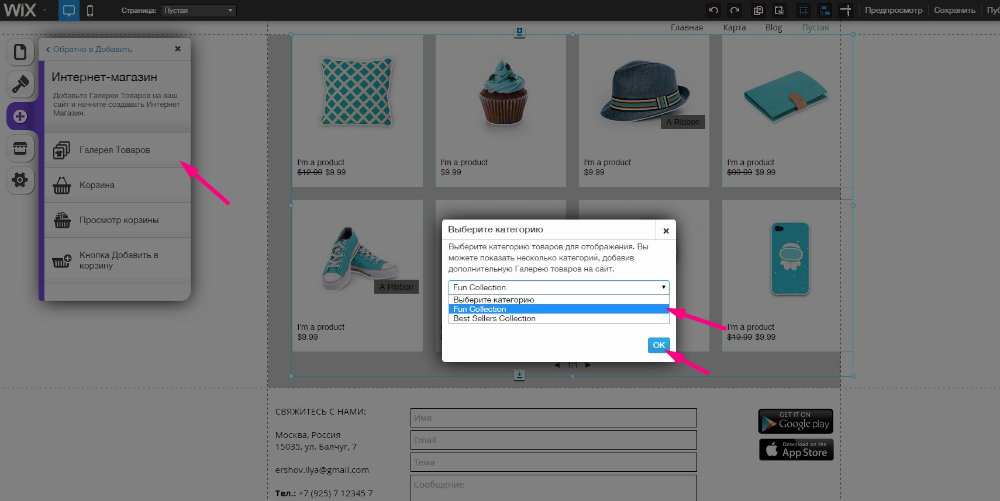 WiX
Страница:
Пустая
Предпросмотр
Сохранить
Пуб
Главная
Карта
Blog
Пустая
Обратно в Добавить
Интернет-магазин
Добавьте Галереи Товаров на ваш
сайт и начните создавать Интернет
Магазин.
Галерея Товаров
Корзина
Просмотр корзины
Кнопка Добавить в
корзину
A Ribbon
I'm a product
$12.99 $9.99
I'm a product
$9.99
I'm a product
$9.99
I'm a product
$99.99 $9.99
A Ribbon
I'm a product
$9.99
I'm a product
$19.99 $9.99
Выберите категорию
Выберите категорию товаров для отображения. Вы
можете показать несколько категорий, добавив
дополнительную Галерею товаров на сайт.
Fun Collection
Выберите категорию
Fun Collection
Best Sellers Collection
OK
1/1
СВЯЖИТЕСЬ С НАМИ:
Москва, Россия
15035, ул. Балчуг, 7
ershov.ilya@gmail.com
Тел.: +7 (925) 7 12345 7
Имя
Email
Тема
Сообщение
GET IT ON
Google play
Download on the
App Store